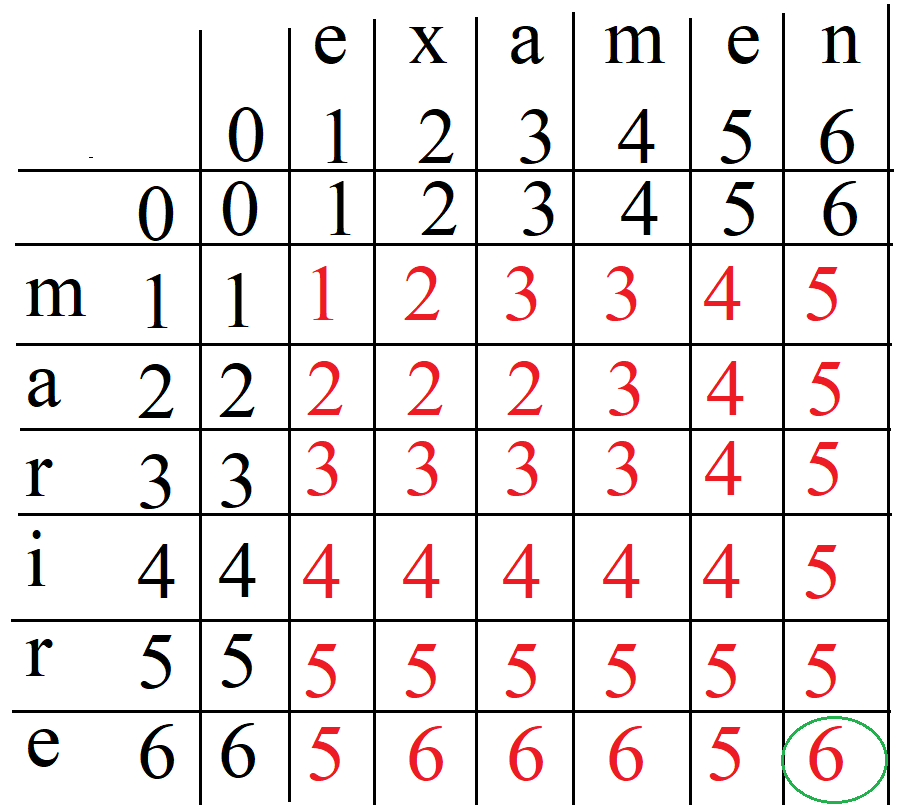 e x a m e n
0 1 2 3 4 5 6
0 0 1 2 3 4 5 6
m 1 1 1 2 3 3 4 5
a 2 2 2 2 2 3 4 5
r 3 3 3 3 3 3 4 5
i 4 4 4 4 4 4 4 5
r 5 5 5 5 5 5 5 5
e 6 6 5 6 6 6 5 6